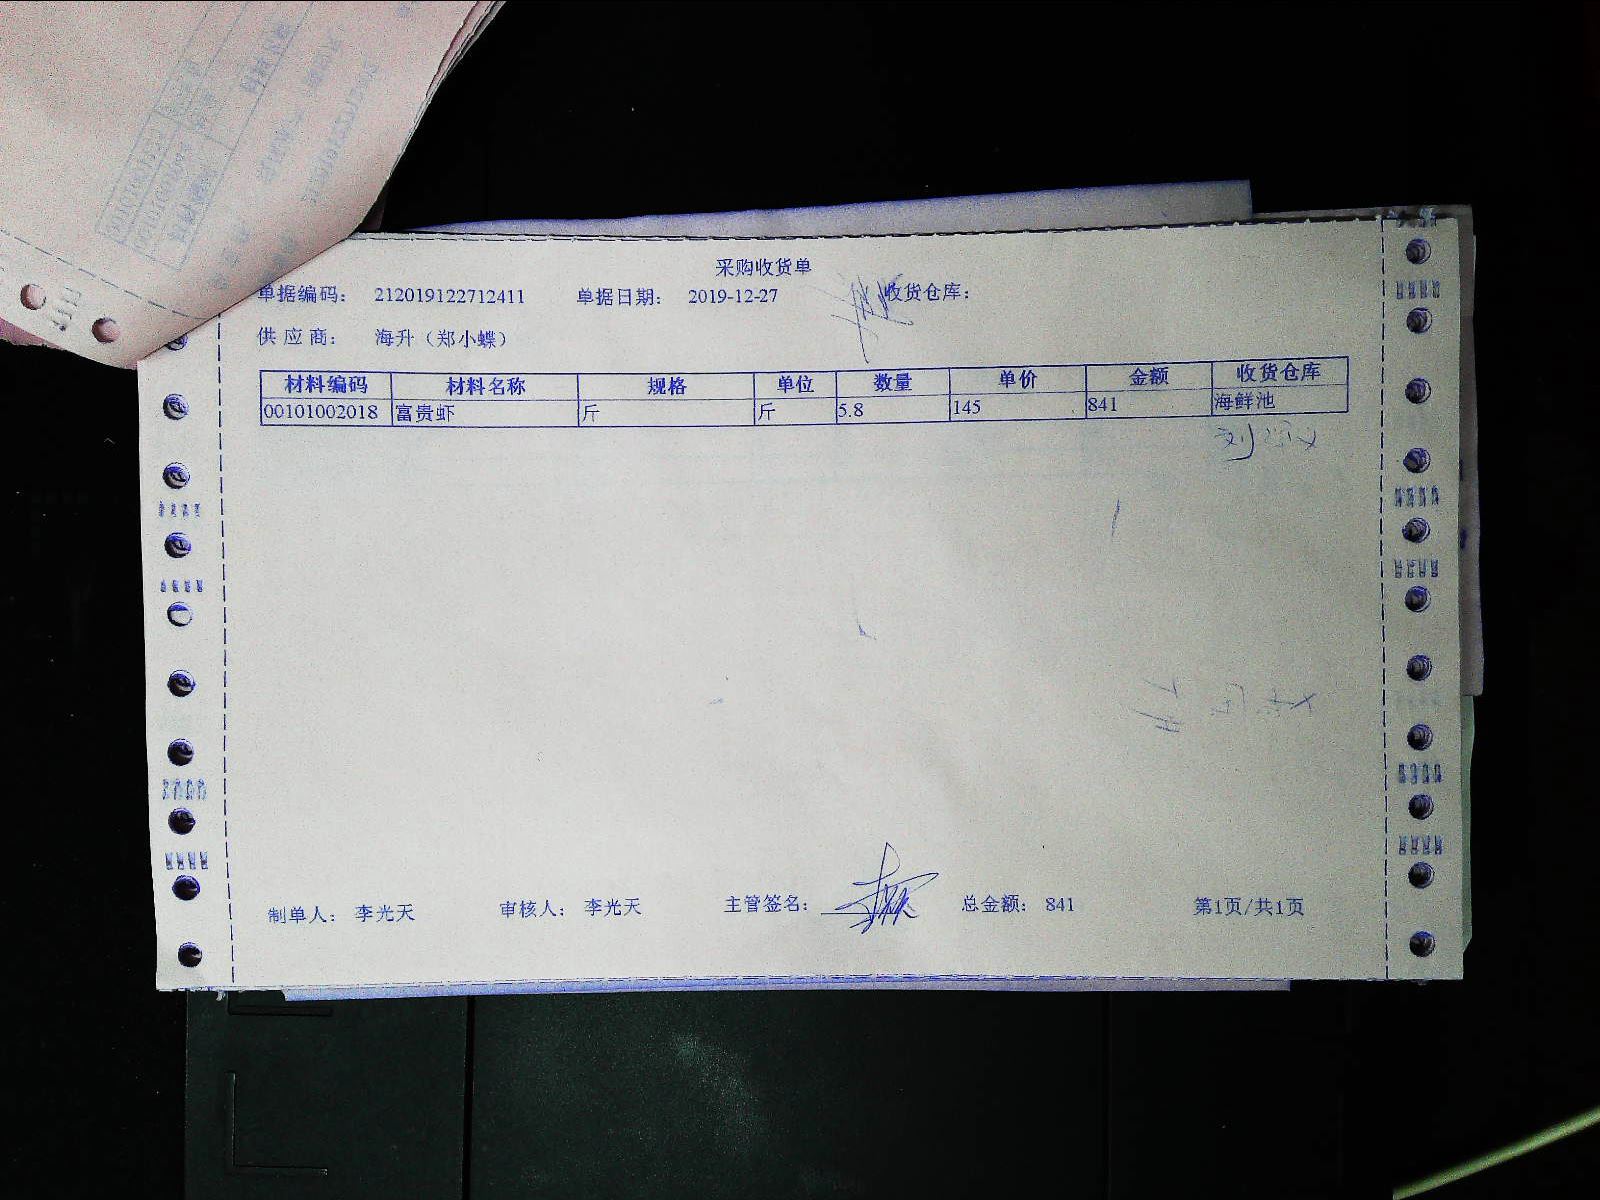 采购收货单
单据编码： 212019122712411 单据日期： 2019-12-27 收货仓库：
供应商： 海升（郑小蝶）
材料编码 材料名称 规格 单位 数量 单价 金额 收货仓库
00101002018 富贵虾 斤 斤 5.8 145 841 海鲜池
制单人： 李光天 审核人： 李光天 主管签名： 总金额： 841 第1页/共1页